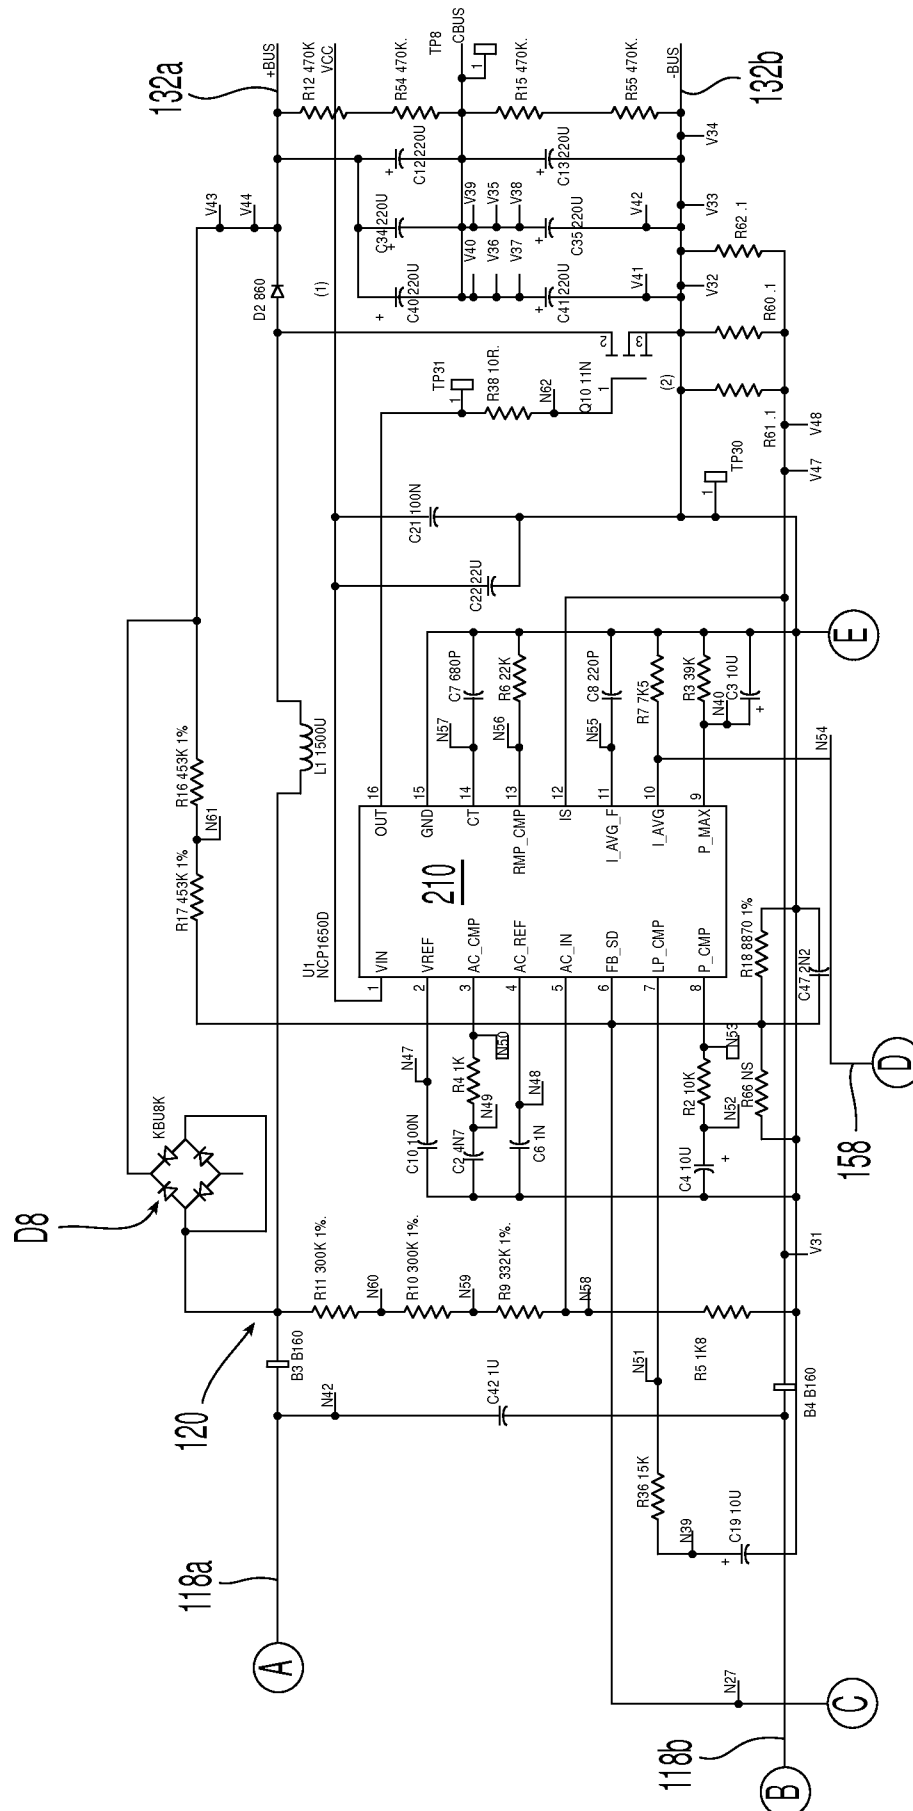 132a
+BUS
R12 470K
VCC
R54 470K.
TP8
CBUS
1
R15 470K.
R55 470K.
-BUS
132b
V43
V44
+
C12 220U
+
C13 220U
V34
C34 220U
+
V39
V35
V38
+
C35 220U
V42
V33
R62 .1
D2 860
(1)
+
C40 220U
V40
V36
V37
+
C41 220U
V41
V32
R60 .1
TP31
1
R38 10R.
N62
Q10 11N
1
2
3
(2)
R61 .1
V48
V47
TP30
1
C21 100N
C22 22U
E
R16 453K 1%
N61
R17 453K 1%
L1 1500U
C7 680P
N57
R6 22K
N56
C8 220P
N55
R7 7K5
R3 39K
N40
C3 10U
+
N54
U1
NCP1650D
210
16
OUT
15
GND
14
CT
13
RMP_CMP
12
IS
11
I_AVG_F
10
I_AVG
9
P_MAX
VIN
1
VREF
2
AC_CMP
3
AC_REF
4
AC_IN
5
FB_SD
6
LP_CMP
7
P_CMP
8
R18 8870 1%
C47 2N2
R66 NS
D
158
D8
KBU8K
N47
C10 100N
N50
R4 1K
N49
C2 4N7
N48
C6 1N
N53
R2 10K
N52
C4 10U
+
V31
R11 300K 1%.
N60
R10 300K 1%.
N59
R9 332K 1%.
N58
R5 1K8
120
B3 B160
B4 B160
N42
C42 1U
N51
R36 15K
N39
C19 10U
+
118a
A
N27
C
118b
B